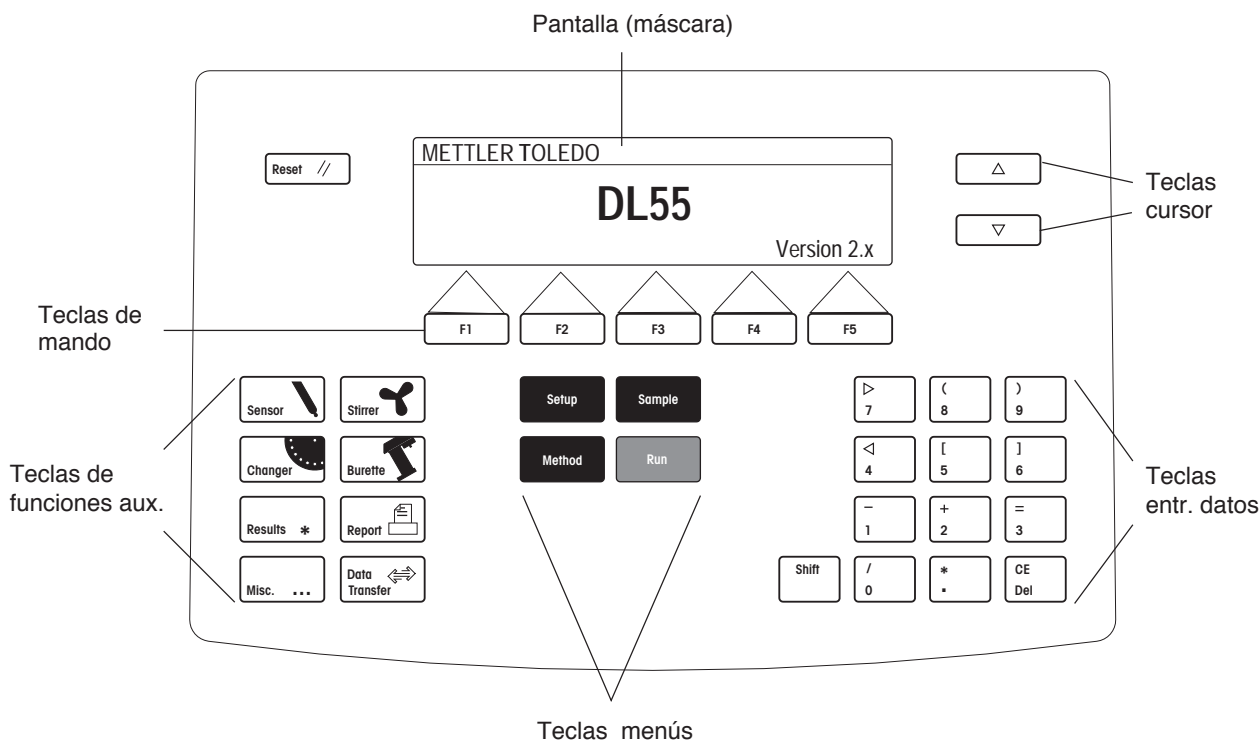 Pantalla (máscara)
Reset //
METTLER TOLEDO
DL55
Version 2.x
△
▽
Teclas
cursor
Teclas de
mando
F1
F2
F3
F4
F5
Teclas de
funciones aux.
Sensor
Stirrer
Changer
Burette
Results *
Report
Misc. ...
Data
Transfer
Setup
Sample
Method
Run
▷
7
(
8
)
9
◁
4
[
5
]
6
–
1
+
2
=
3
Shift
/
0
*
.
CE
Del
Teclas
entr. datos
Teclas menús